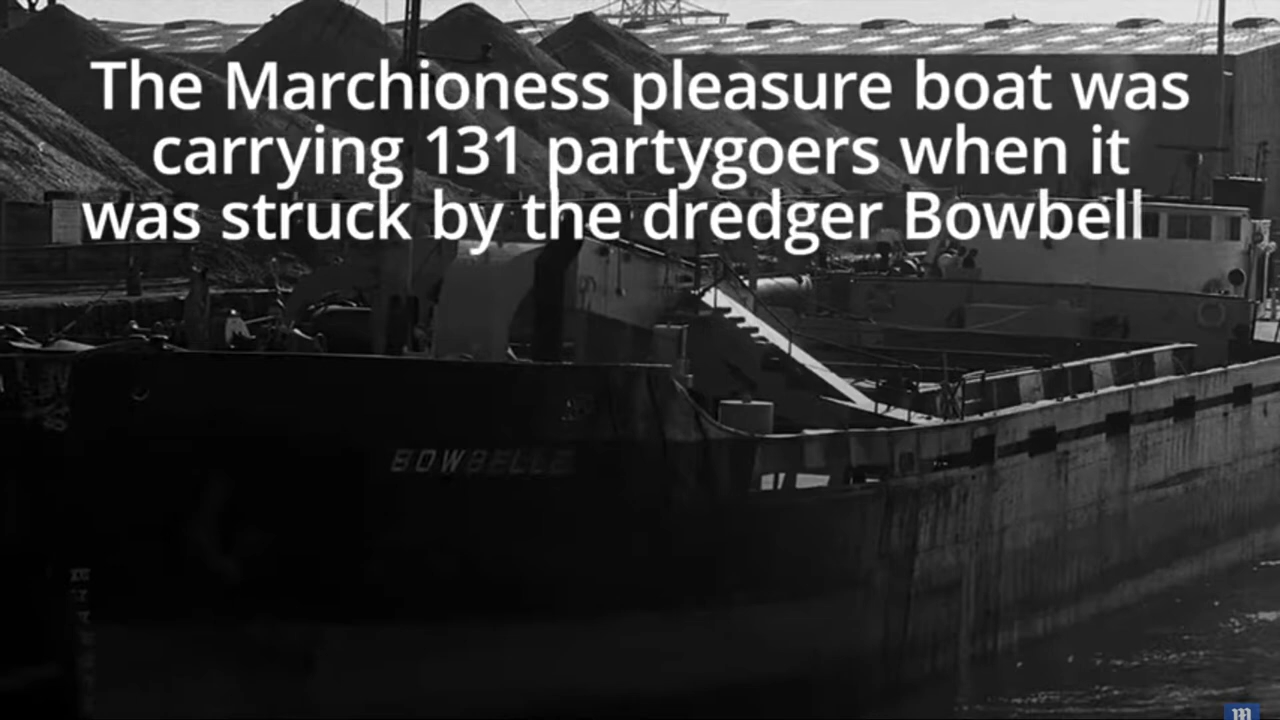 The Marchioness pleasure boat was
carrying 131 partygoers when it
was struck by the dredger Bowbell
BOWBELLE
m